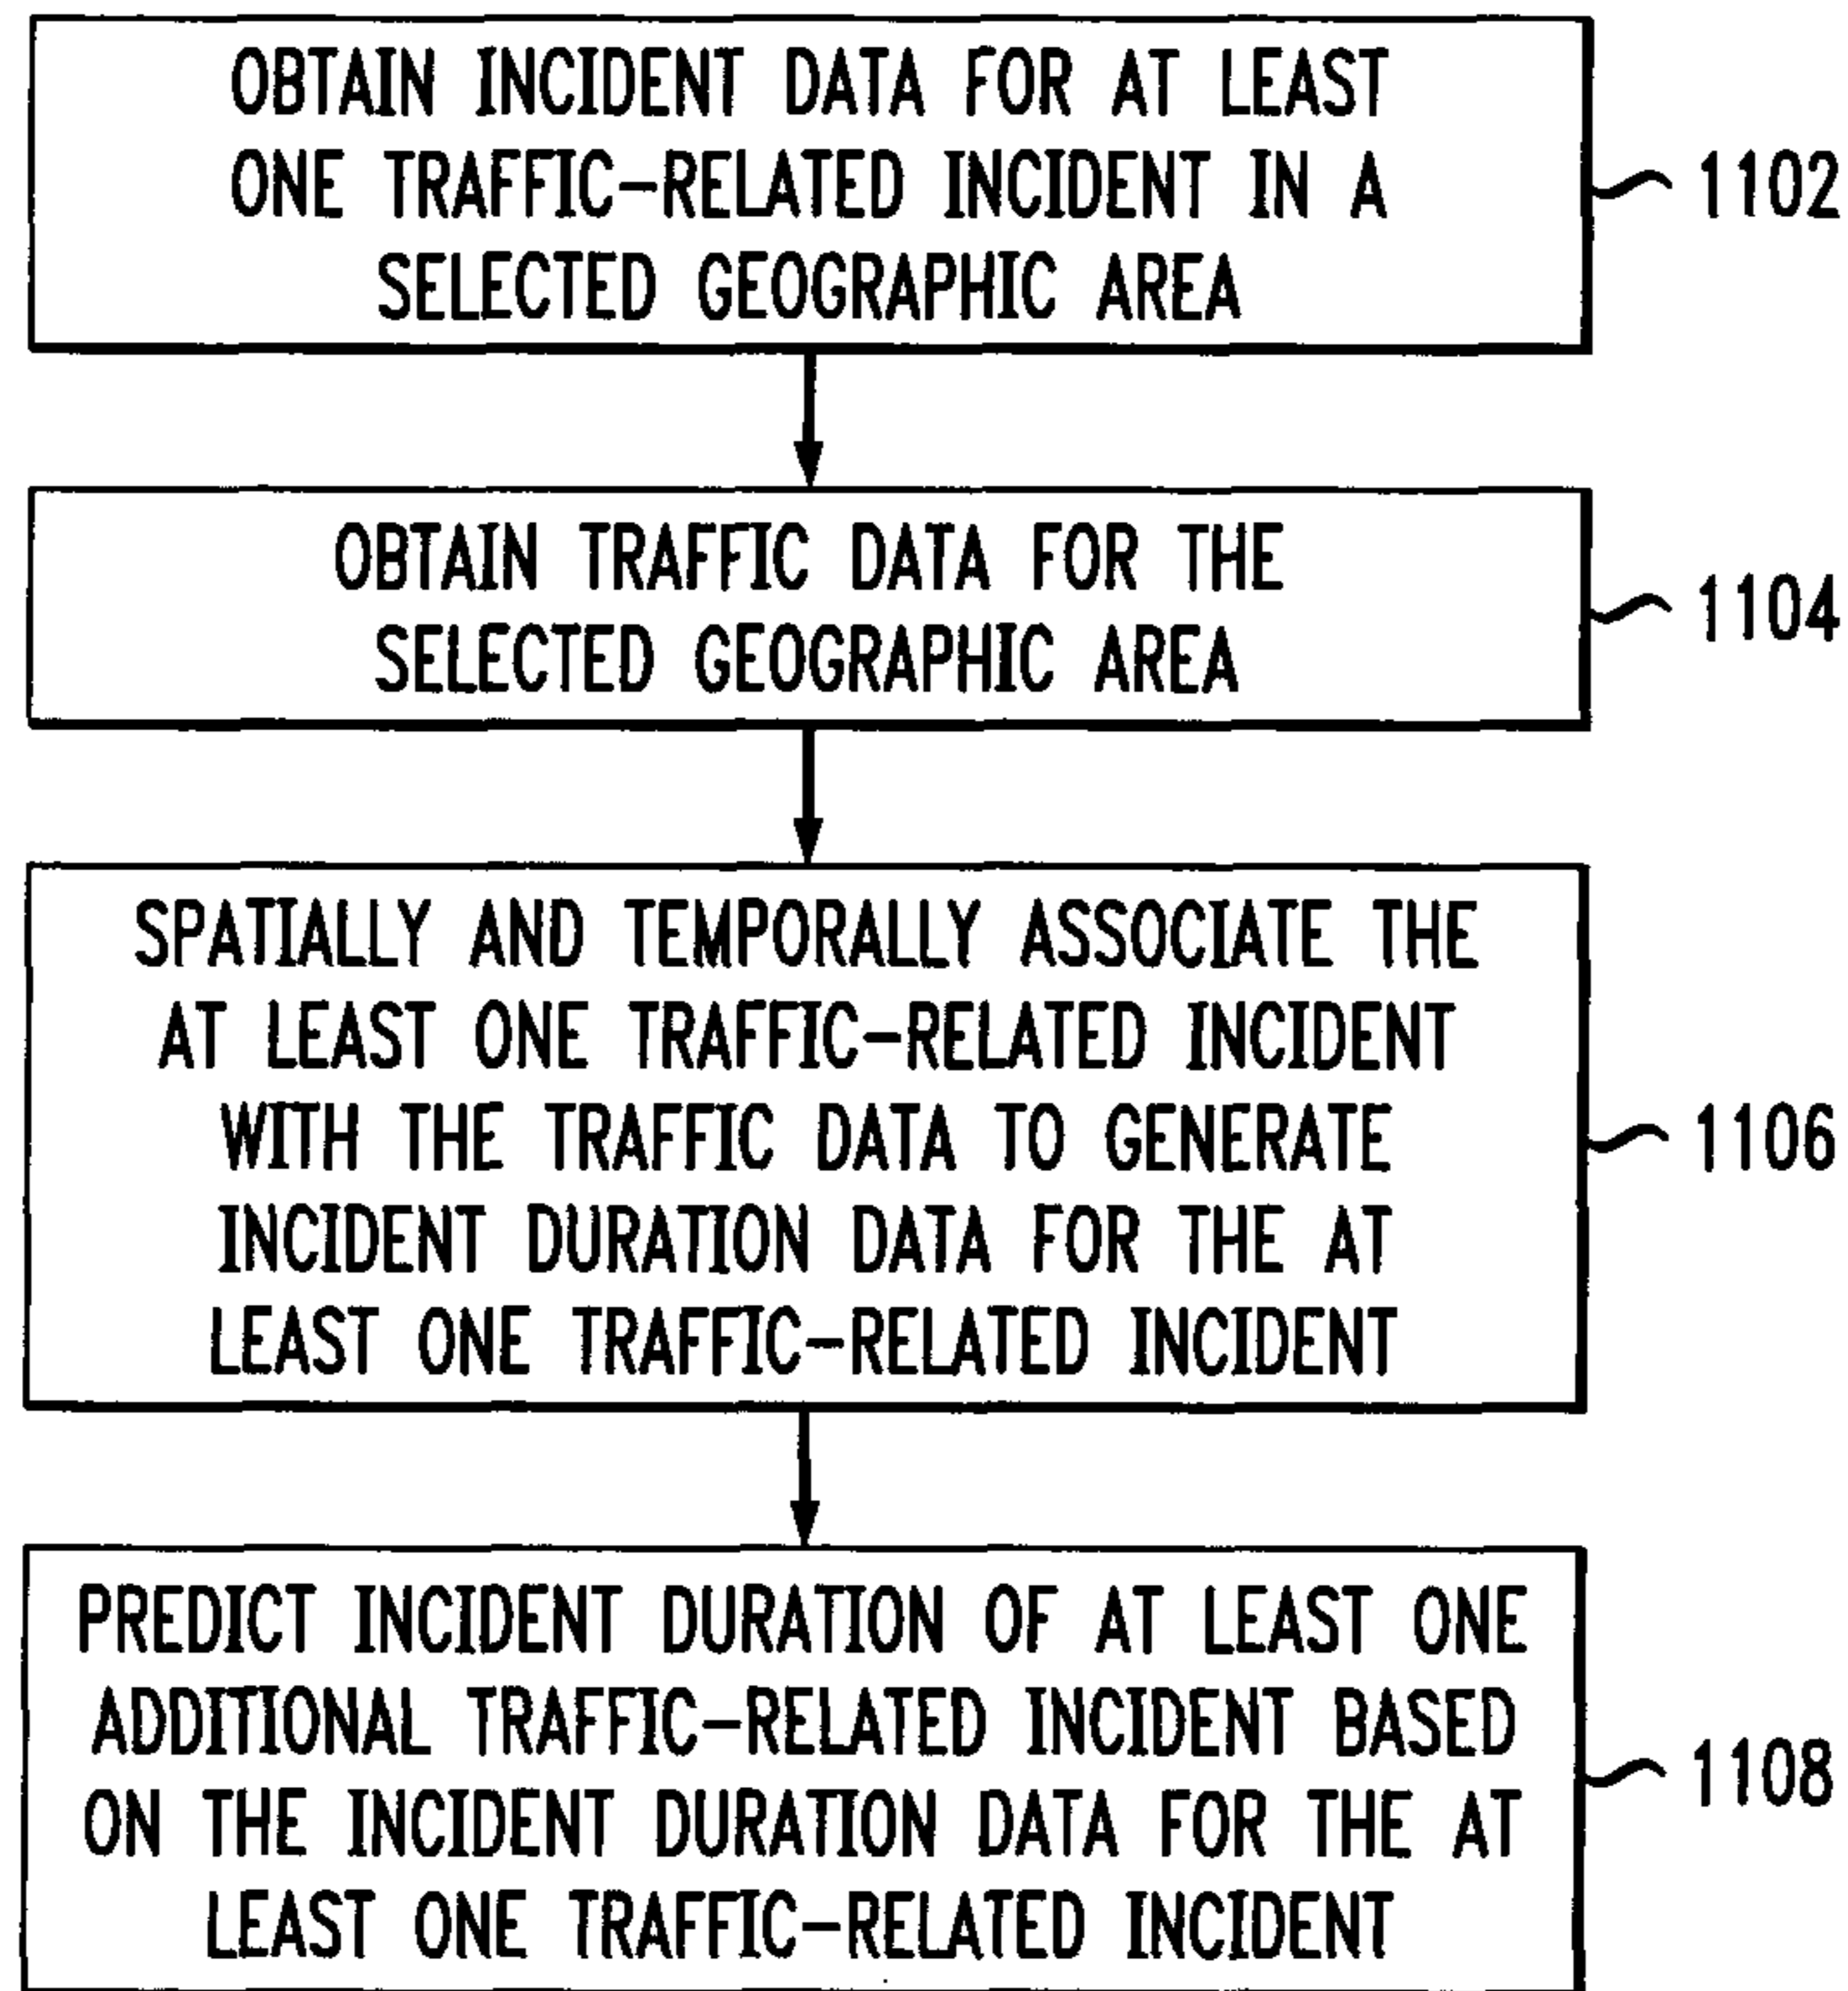 OBTAIN INCIDENT DATA FOR AT LEAST
ONE TRAFFIC-RELATED INCIDENT IN A
SELECTED GEOGRAPHIC AREA
1102
OBTAIN TRAFFIC DATA FOR THE
SELECTED GEOGRAPHIC AREA
1104
SPATIALLY AND TEMPORALLY ASSOCIATE THE
AT LEAST ONE TRAFFIC-RELATED INCIDENT
WITH THE TRAFFIC DATA TO GENERATE
INCIDENT DURATION DATA FOR THE AT
LEAST ONE TRAFFIC-RELATED INCIDENT
1106
PREDICT INCIDENT DURATION OF AT LEAST ONE
ADDITIONAL TRAFFIC-RELATED INCIDENT BASED
ON THE INCIDENT DURATION DATA FOR THE AT
LEAST ONE TRAFFIC-RELATED INCIDENT
1108